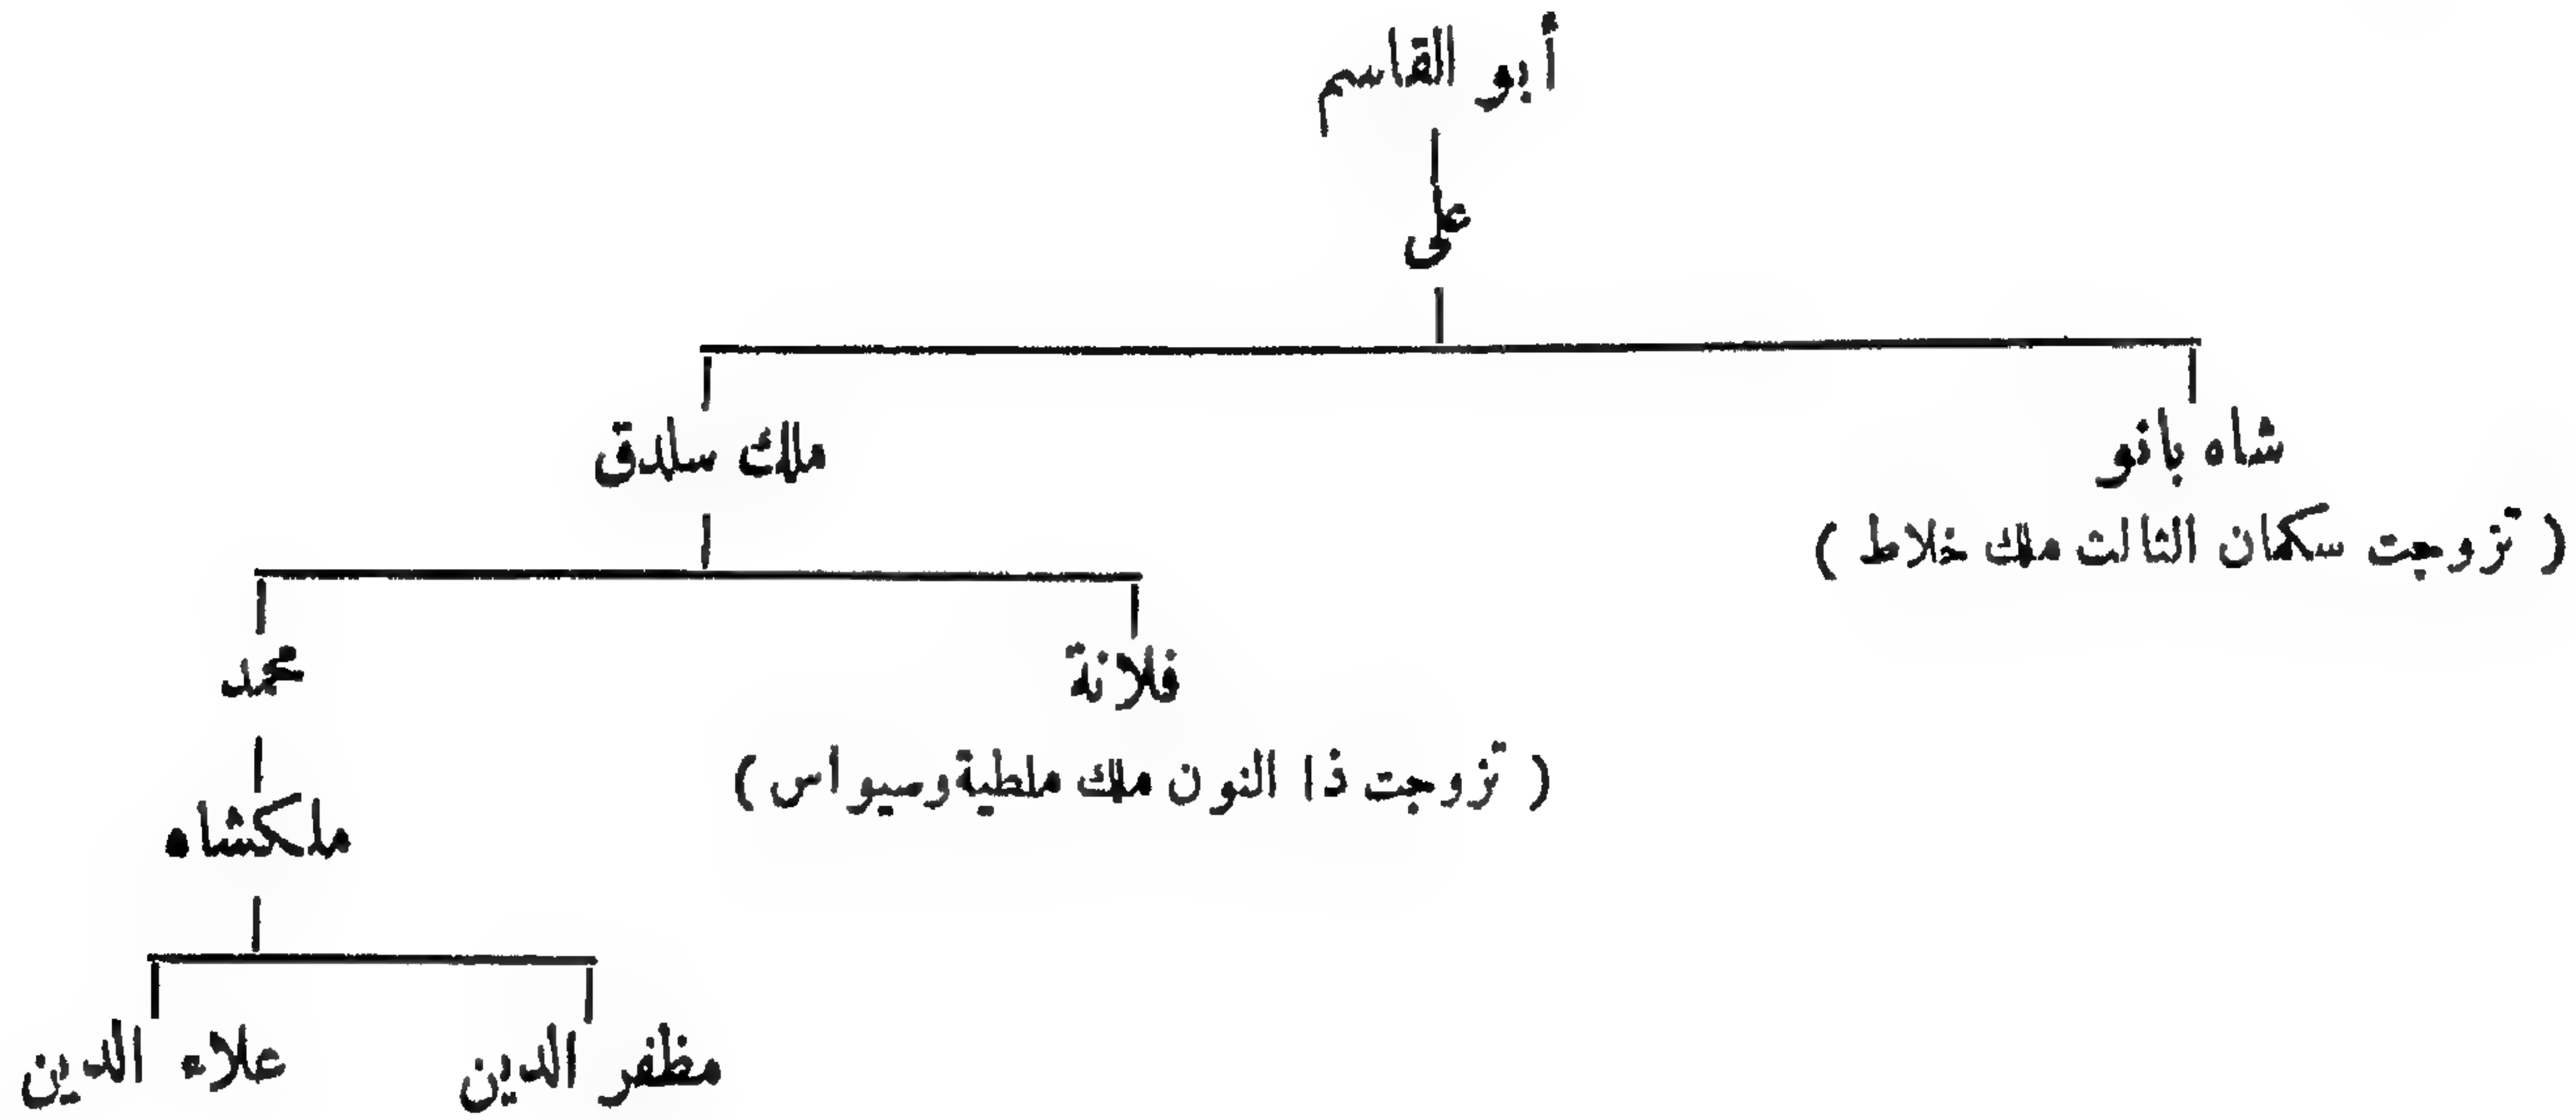 أبو القاسم
على
شاه بانو
ملك سلدق
( تزوجت سكمان الثالث ملك خلاط )
فلانة
محمد
( تزوجت ذا النون ملك ملطية وسيواس )
ملكشاه
مظفر الدين
علاء الدين